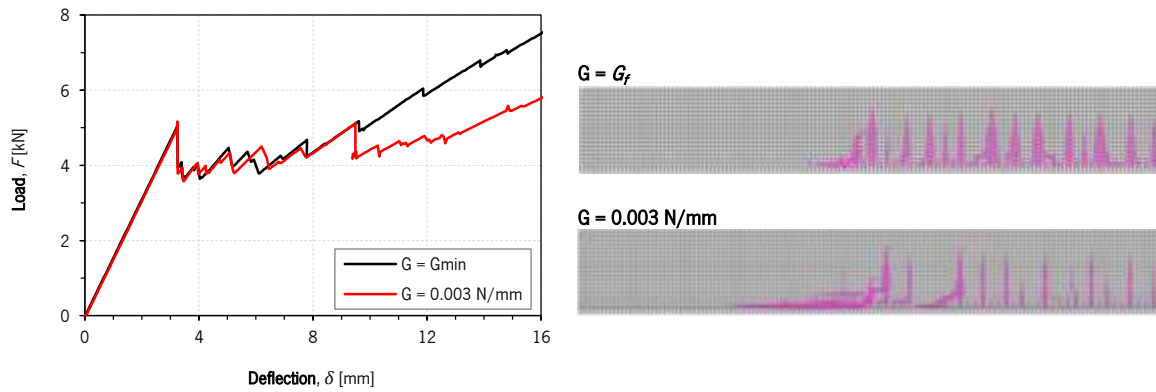 8
6
4
2
0
Load, F [kN]
0 4 8 12 16
Deflection, δ [mm]
G = Gmin
G = 0.003 N/mm
G = Gf
G = 0.003 N/mm